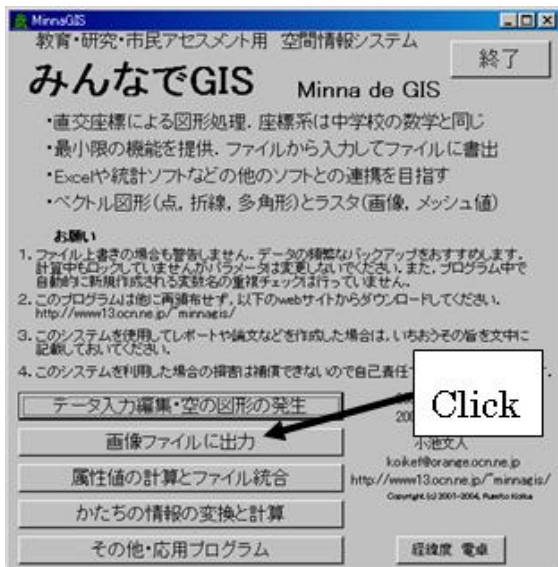 MinnaGIS
教育・研究・市民アセスメント用 空間情報システム
終了
みんなでGIS Minna de GIS
・直交座標による図形処理. 座標系は中学校の数学と同じ
・最小限の機能を提供. ファイルから入力してファイルに書出
・Excelや統計ソフトなどの他のソフトとの連携を目指す
・ベクトル図形(点, 折線, 多角形)とラスタ(画像, メッシュ値)
お願い
1. ファイル上書きの場合も警告しません. データの頻繁なバックアップをおすすめします.
計算中もロックしていませんがパラメータは変更しないでください. また, プログラム中で
自動的に新規作成される変数名の重複チェックは行っていません.
2. このプログラムは他に再頒布せず, 以下のwebサイトからダウンロードしてください.
http://www13.ocn.ne.jp/~minnagis/
3. このシステムを使用してレポートや論文などを作成した場合は, いちおうその旨を文中に
記載しておいてください.
4. このシステムを利用した場合の損害は補償できないので自己責任で
す.
データ入力編集・空の図形の発生
Click
200
画像ファイルに出力
小池文人
koikef@orange.ocn.ne.jp
属性値の計算とファイル統合
http://www13.ocn.ne.jp/~minnagis/
Copyright (c) 2001-2004, Fumito Koike
かたちの情報の変換と計算
その他・応用プログラム
経緯度 電卓